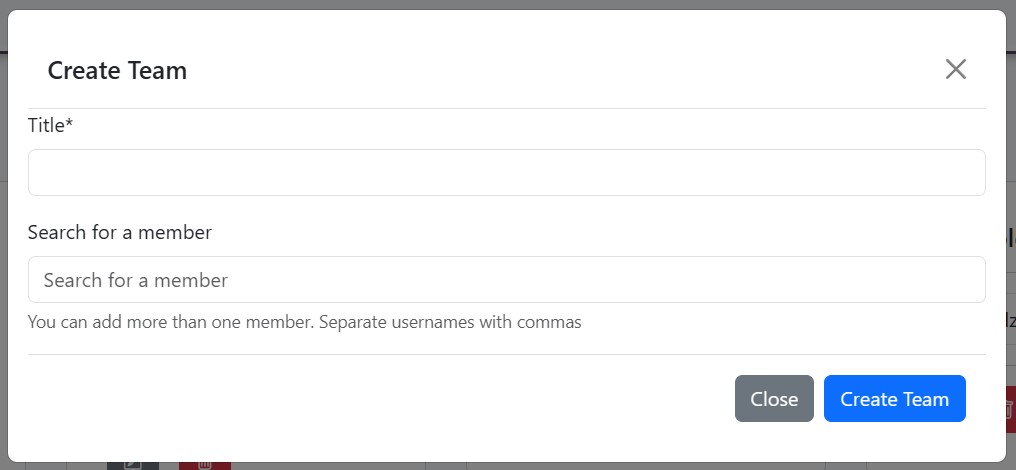 Create Team
Title*
Search for a member
Search for a member
You can add more than one member. Separate usernames with commas
Close
Create Team